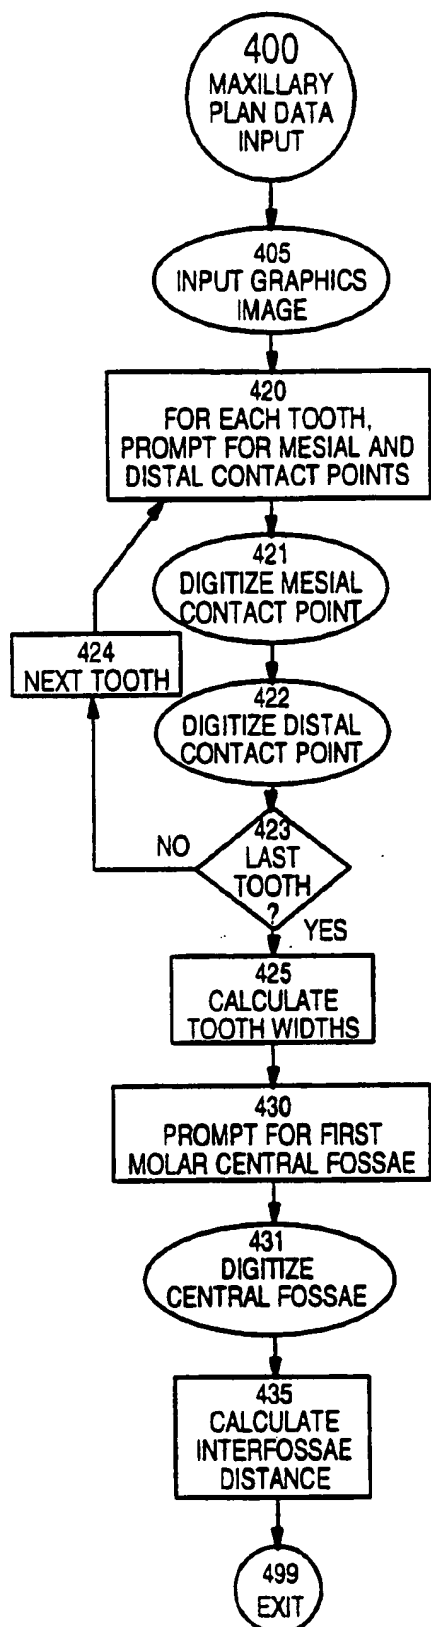 400
MAXILLARY
PLAN DATA
INPUT
405
INPUT GRAPHICS
IMAGE
420
FOR EACH TOOTH,
PROMPT FOR MESIAL AND
DISTAL CONTACT POINTS
421
DIGITIZE MESIAL
CONTACT POINT
424
NEXT TOOTH
422
DIGITIZE DISTAL
CONTACT POINT
423
LAST
TOOTH
?
NO
YES
425
CALCULATE
TOOTH WIDTHS
430
PROMPT FOR FIRST
MOLAR CENTRAL FOSSAE
431
DIGITIZE
CENTRAL FOSSAE
435
CALCULATE
INTERFOSSAE
DISTANCE
499
EXIT